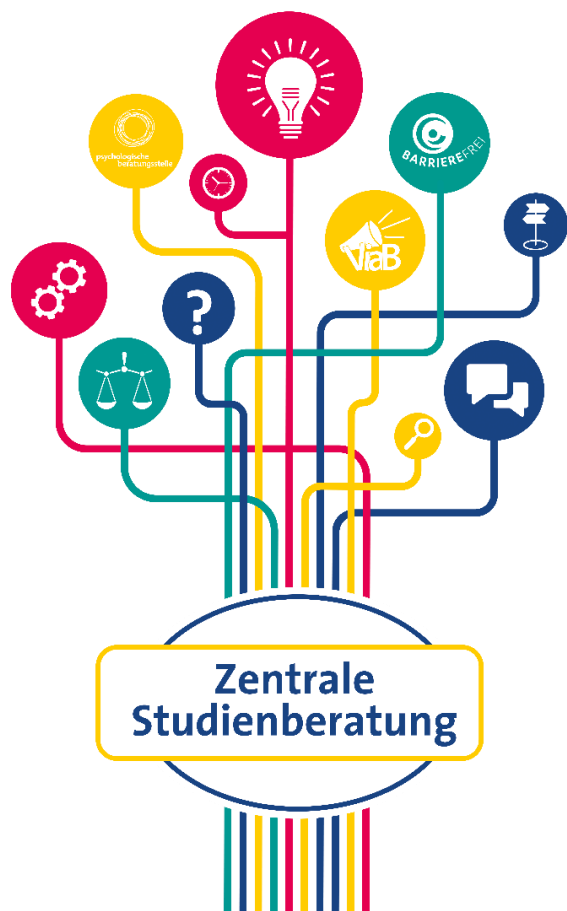 psychologische
beratungsstelle
BARRIEREFREI
ViaB
?
Zentrale
Studienberatung